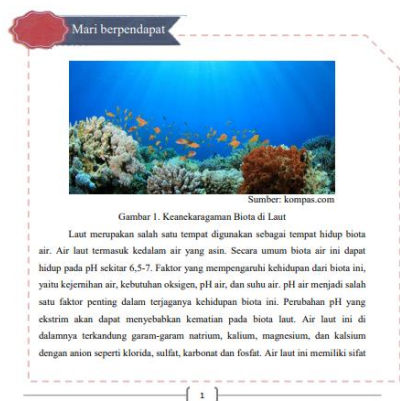 Mari berpendapat
Sumber: kompas.com
Gambar 1. Keanekaragaman Biota di Laut
Laut merupakan salah satu tempat digunakan sebagai tempat hidup biota
air. Air laut termasuk kedalam air yang asin. Secara umum biota air ini dapat
hidup pada pH sekitar 6,5-7. Faktor yang mempengaruhi kehidupan dari biota ini,
yaitu kejernihan air, kebutuhan oksigen, pH air, dan suhu air. pH air menjadi salah
satu faktor penting dalam terjaganya kehidupan biota ini. Perubahan pH yang
ekstrim akan dapat menyebabkan kematian pada biota laut. Air laut ini di
dalamnya terkandung garam-garam natrium, kalium, magnesium, dan kalsium
dengan anion seperti klorida, sulfat, karbonat dan fosfat. Air laut ini memiliki sifat
1